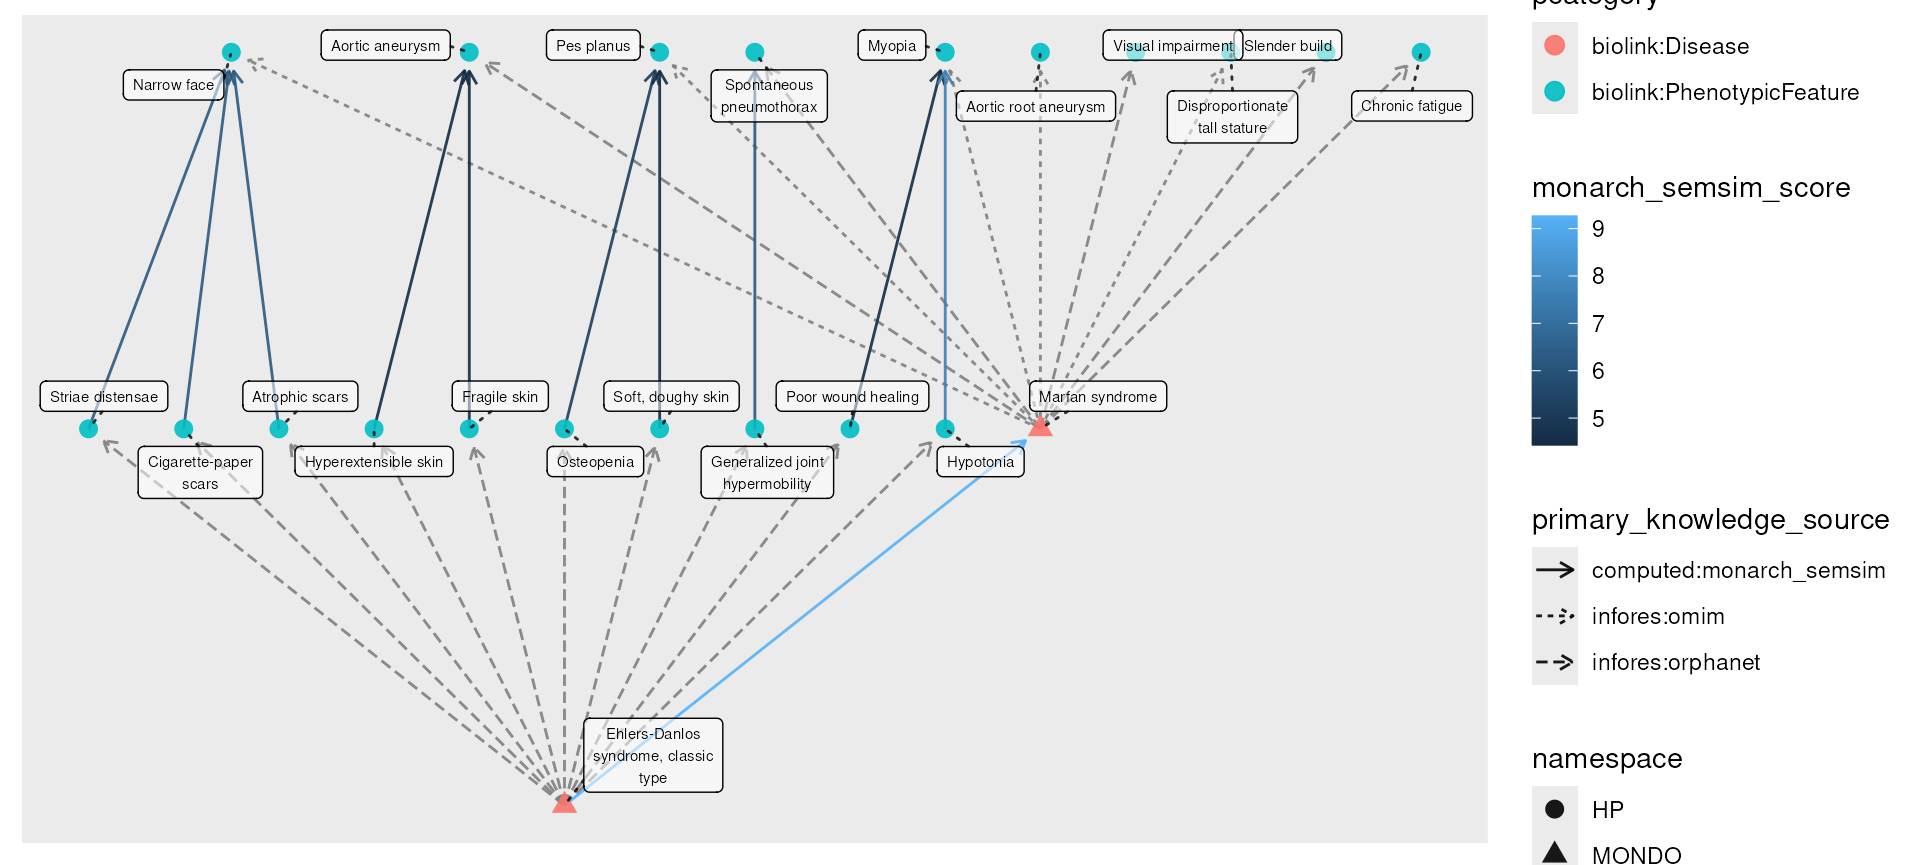 pcategory
biolink:Disease
biolink:PhenotypicFeature
monarch_semsim_score
9
8
7
6
5
primary_knowledge_source
computed:monarch_semsim
infores:omim
infores:orphanet
namespace
HP
MONDO
Narrow face
Aortic aneurysm
Pes planus
Spontaneous
pneumothorax
Myopia
Aortic root aneurysm
Visual impairment
Slender build
Disproportionate
tall stature
Chronic fatigue
Striae distensae
Cigarette-paper
scars
Atrophic scars
Hyperextensible skin
Fragile skin
Osteopenia
Soft, doughy skin
Generalized joint
hypermobility
Poor wound healing
Hypotonia
Marfan syndrome
Ehlers-Danlos
syndrome, classic
type